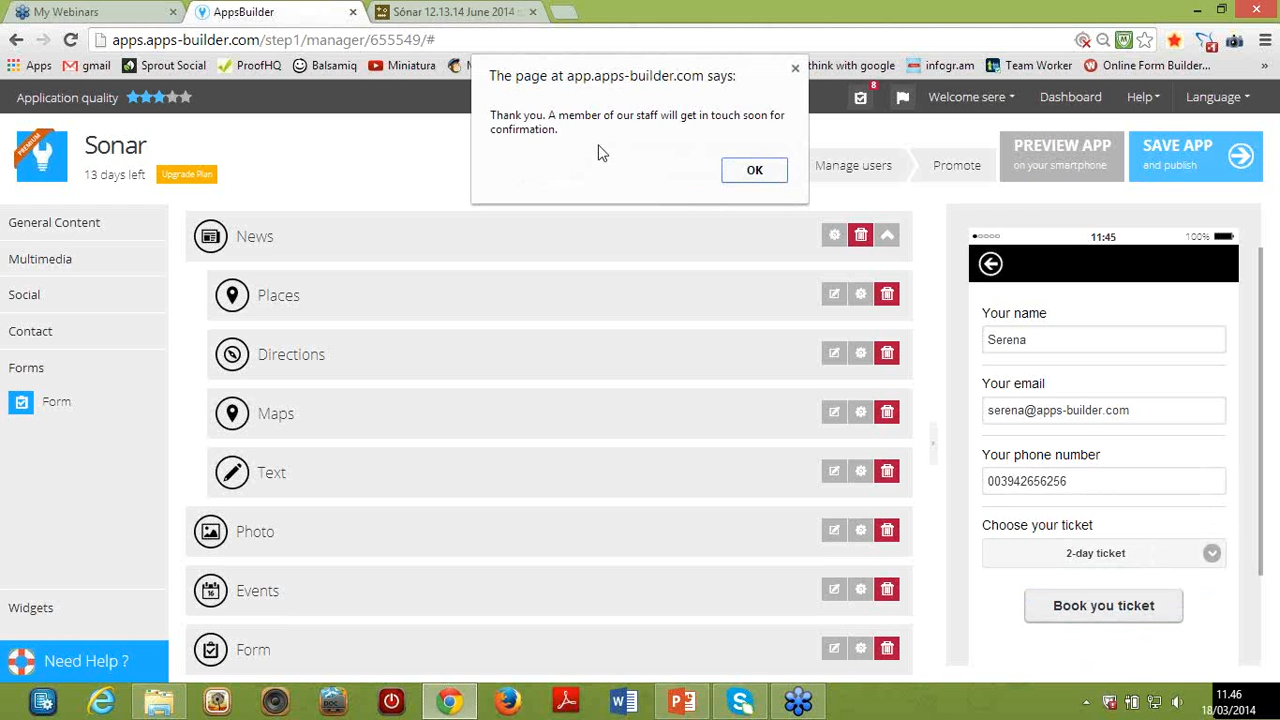 My Webinars
AppsBuilder
Sónar 12.13.14 June 2014
apps.apps-builder.com/step1/manager/655549/#
Apps
gmail
Sprout Social
ProofHQ
Balsamiq
Miniatura
think with google
infogr.am
Team Worker
Online Form Builder...
Application quality
8
Welcome sere
Dashboard
Help
Language
The page at app.apps-builder.com says:
Thank you. A member of our staff will get in touch soon for
confirmation.
OK
PREMIUM
Sonar
13 days left
Upgrade Plan
Manage users
Promote
PREVIEW APP
on your smartphone
SAVE APP
and publish
General Content
Multimedia
Social
Contact
Forms
Form
Widgets
Need Help ?
News
Places
Directions
Maps
Text
Photo
Events
Form
11:45
100%
Your name
Serena
Your email
serena@apps-builder.com
Your phone number
003942656256
Choose your ticket
2-day ticket
Book you ticket
11.46
18/03/2014